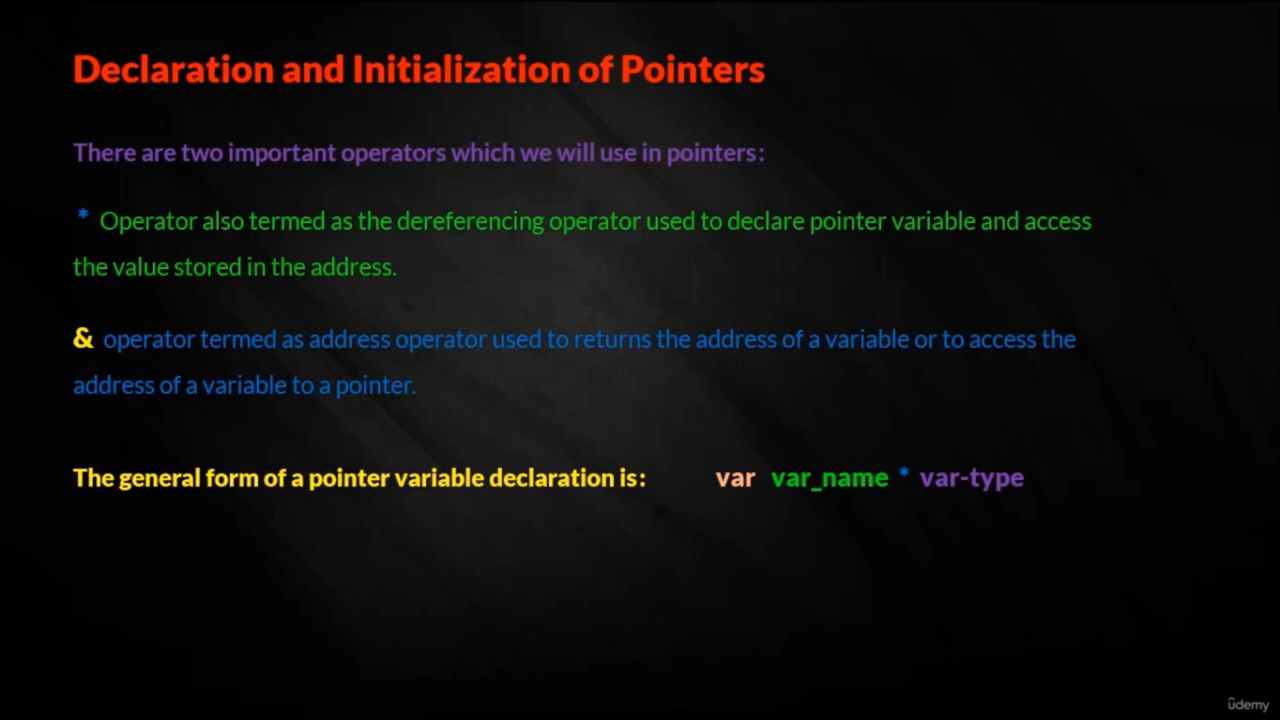 Declaration and Initialization of Pointers
There are two important operators which we will use in pointers:
* Operator also termed as the dereferencing operator used to declare pointer variable and access
the value stored in the address.
& operator termed as address operator used to returns the address of a variable or to access the
address of a variable to a pointer.
The general form of a pointer variable declaration is: var var_name * var-type
ûdemy